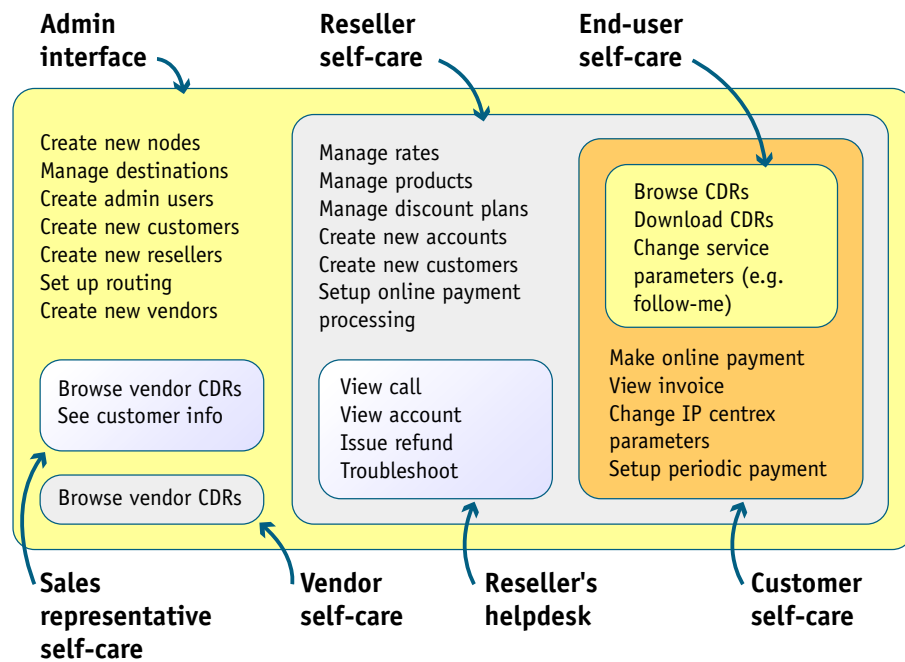 Admin
interface
Reseller
self-care
End-user
self-care
Create new nodes
Manage destinations
Create admin users
Create new customers
Create new resellers
Set up routing
Create new vendors
Manage rates
Manage products
Manage discount plans
Create new accounts
Create new customers
Setup online payment
processing
Browse CDRs
Download CDRs
Change service
parameters (e.g.
follow-me)
Make online payment
View invoice
Change IP centrex
parameters
Setup periodic payment
Browse vendor CDRs
See customer info
View call
View account
Issue refund
Troubleshoot
Browse vendor CDRs
Sales
representative
self-care
Vendor
self-care
Reseller's
helpdesk
Customer
self-care